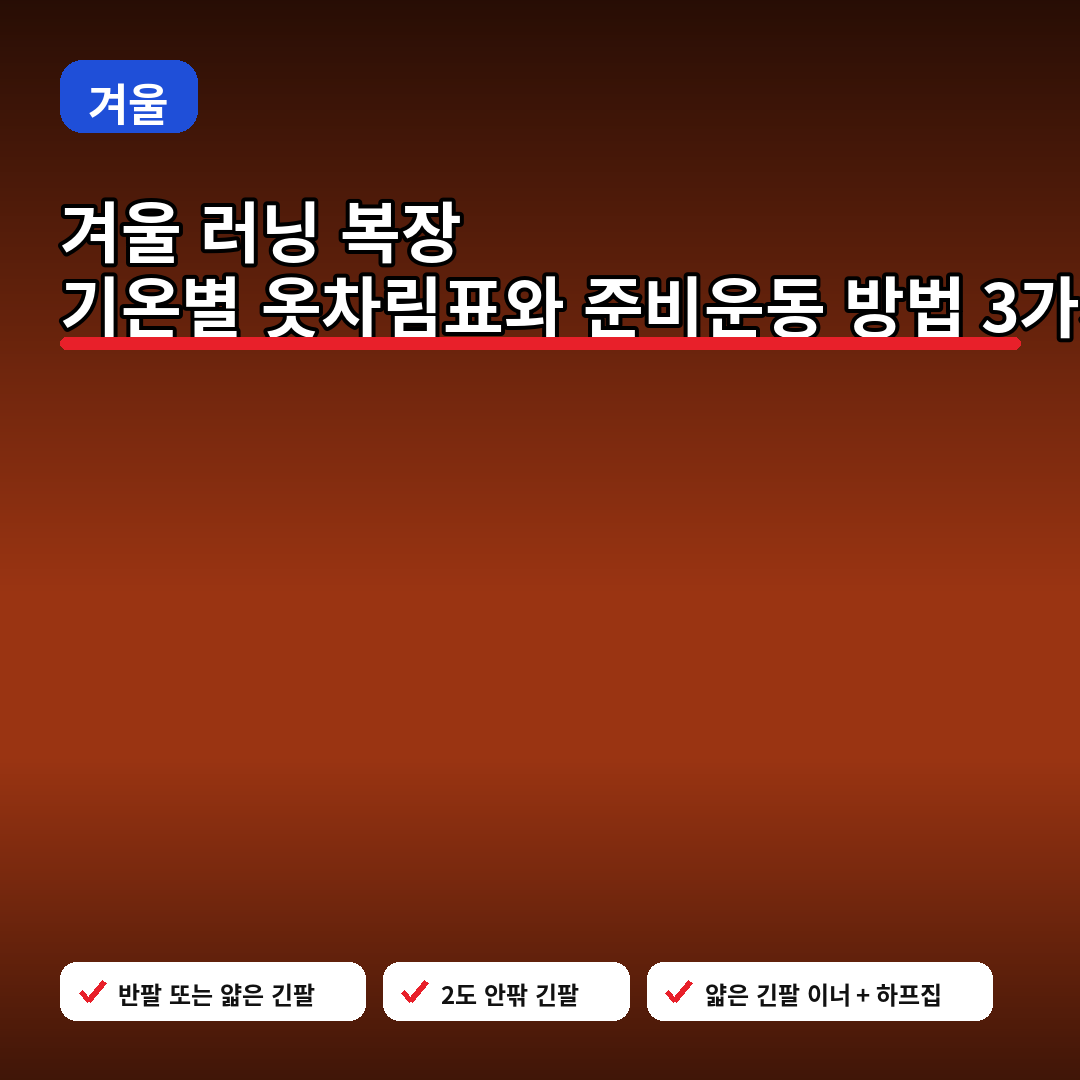 겨울
겨울 러닝 복장
기온별 옷차림표와 준비운동 방법 3가
반팔 또는 얇은 긴팔
2도 안팎 긴팔
얇은 긴팔 이너 + 하프집